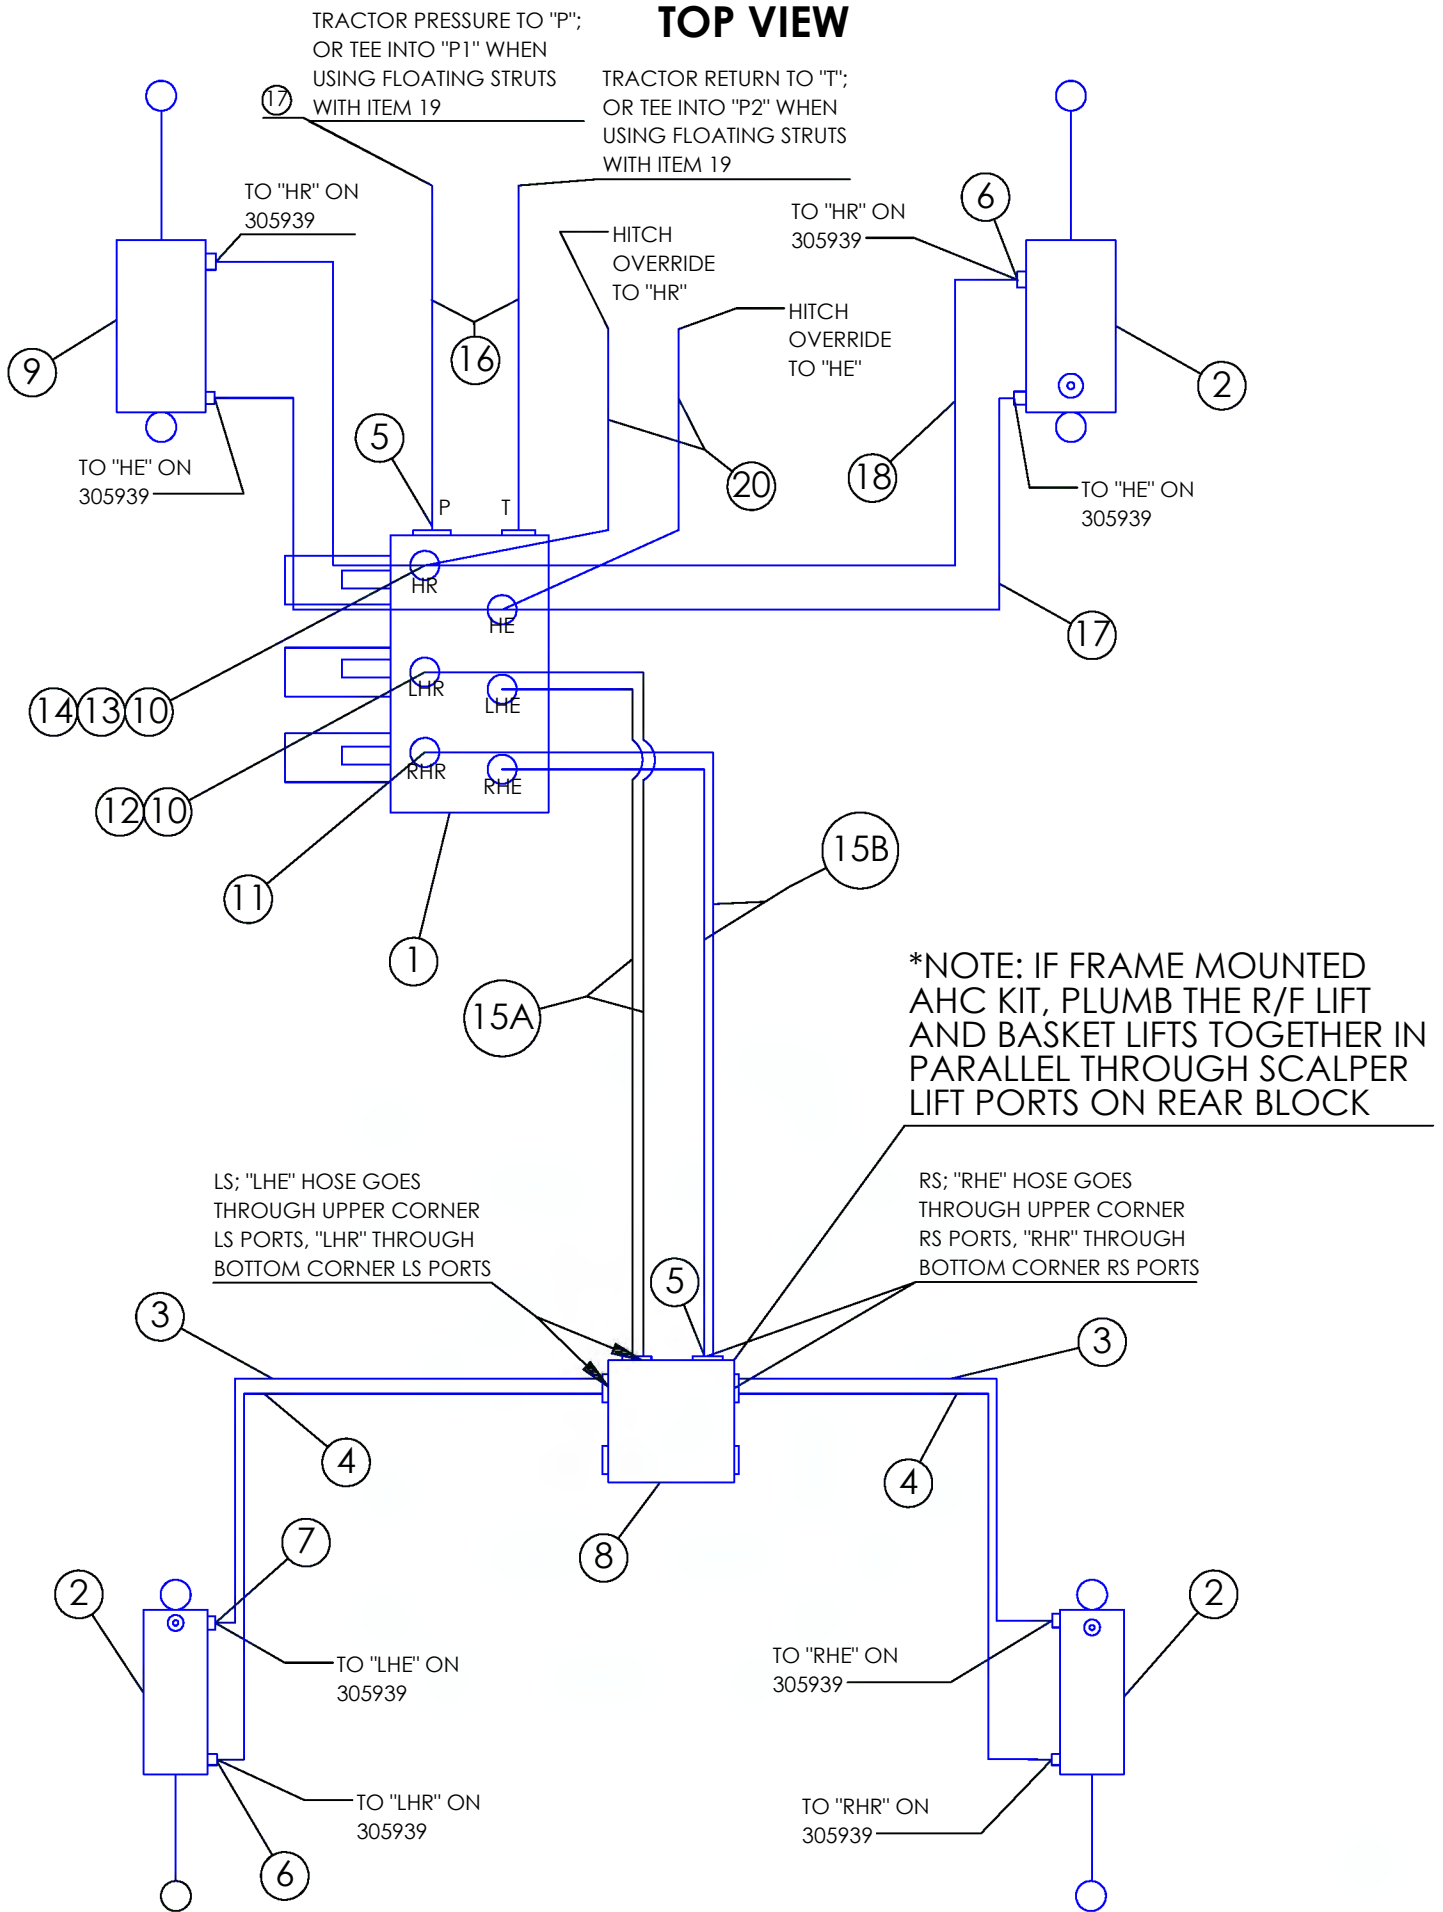 TOP VIEW
TRACTOR PRESSURE TO "P";
OR TEE INTO "P1" WHEN
USING FLOATING STRUTS
WITH ITEM 19
17
TRACTOR RETURN TO "T";
OR TEE INTO "P2" WHEN
USING FLOATING STRUTS
WITH ITEM 19
TO "HR" ON
305939
HITCH
OVERRIDE
TO "HR"
TO "HR" ON
305939
6
HITCH
OVERRIDE
TO "HE"
9
16
2
5
TO "HE" ON
305939
20
18
TO "HE" ON
305939
P
T
HR
HE
17
LHR
LHE
14
13
10
RHR
RHE
12
10
15B
11
1
15A
*NOTE: IF FRAME MOUNTED
AHC KIT, PLUMB THE R/F LIFT
AND BASKET LIFTS TOGETHER IN
PARALLEL THROUGH SCALPER
LIFT PORTS ON REAR BLOCK
LS; "LHE" HOSE GOES
THROUGH UPPER CORNER
LS PORTS, "LHR" THROUGH
BOTTOM CORNER LS PORTS
RS; "RHE" HOSE GOES
THROUGH UPPER CORNER
RS PORTS, "RHR" THROUGH
BOTTOM CORNER RS PORTS
5
3
3
4
4
7
8
2
2
TO "LHE" ON
305939
TO "RHE" ON
305939
TO "LHR" ON
305939
TO "RHR" ON
305939
6